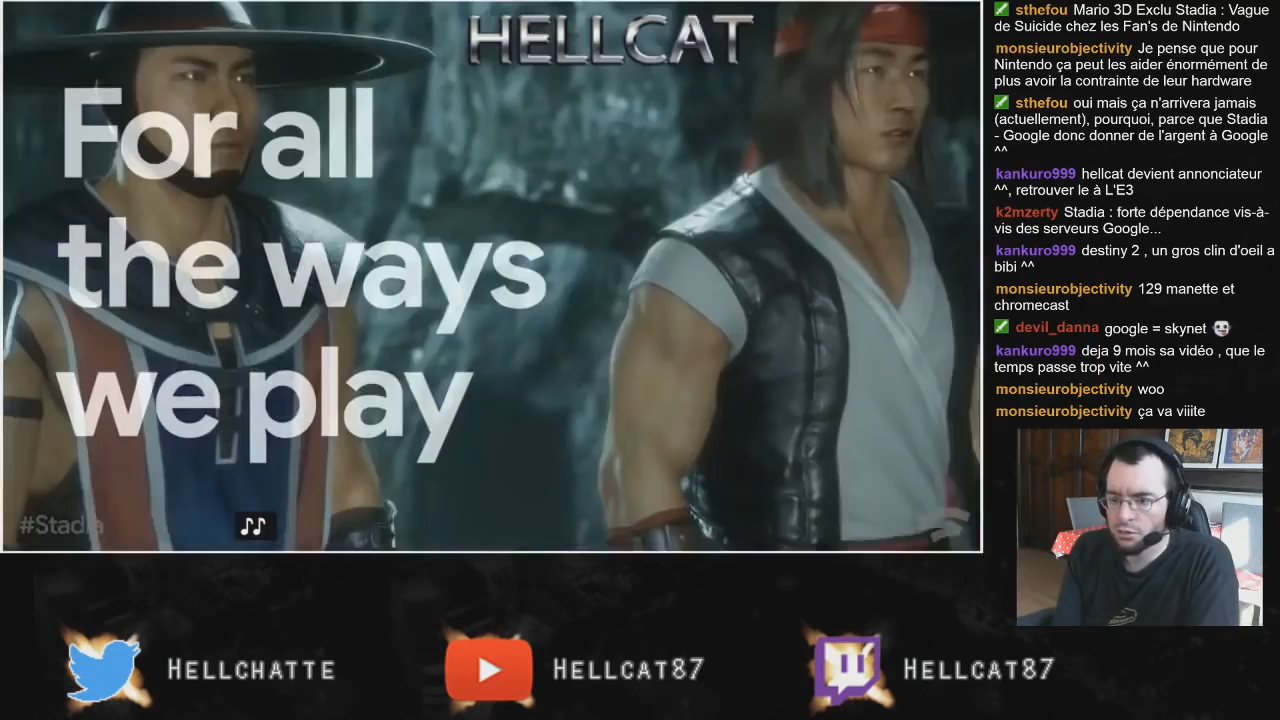 HELLCAT
For all
the ways
we play
#Stadia
sthefou Mario 3D Exclu Stadia : Vague
de Suicide chez les Fan's de Nintendo
monsieurobjectivity Je pense que pour
Nintendo ça peut les aider énormément de
plus avoir la contrainte de leur hardware
sthefou oui mais ça n'arrivera jamais
(actuellement), pourquoi, parce que Stadia
- Google donc donner de l'argent à Google
^^
kankuro999 hellcat devient annonciateur
^^, retrouver le à L'E3
k2mzerty Stadia : forte dépendance vis-à-
vis des serveurs Google...
kankuro999 destiny 2 , un gros clin d'oeil a
bibi ^^
monsieurobjectivity 129 manette et
chromecast
devil_danna google = skynet
kankuro999 deja 9 mois sa vidéo , que le
temps passe trop vite ^^
monsieurobjectivity woo
monsieurobjectivity ça va viiite
HELLCHATTE
HELLCAT87
HELLCAT87